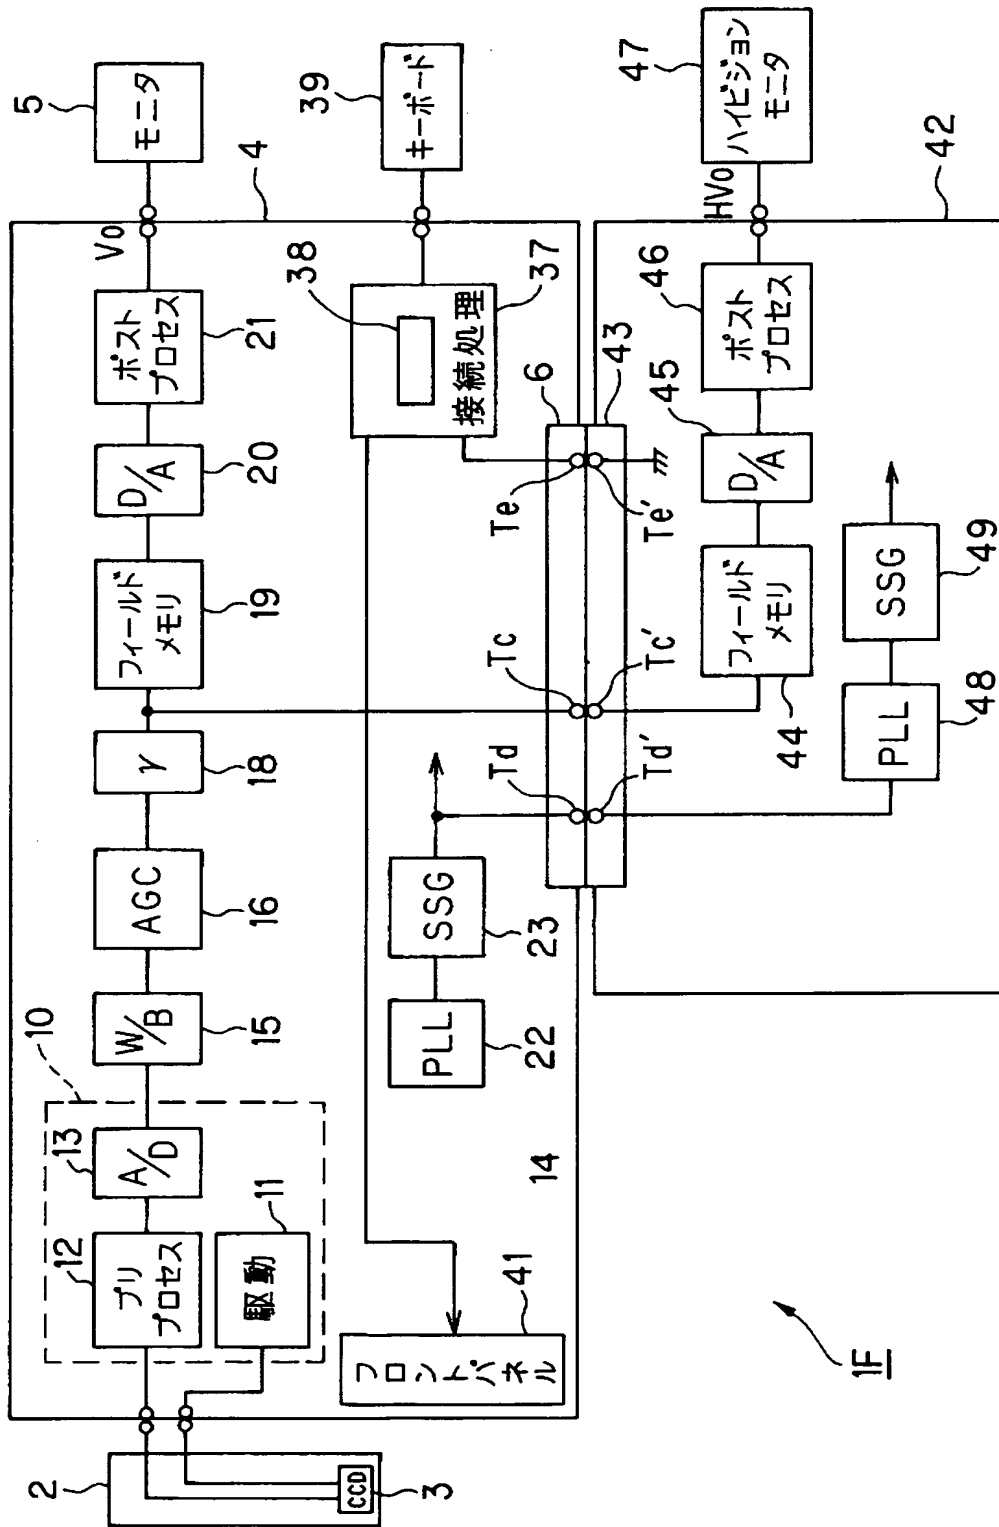 2
CCD
3
10
12
プリ
プロセス
13
A/D
11
駆動
W/B
15
AGC
16
γ
18
フィールド
メモリ
19
D/A
20
ポスト
プロセス
21
Vo
4
モニタ
5
38
接続処理
37
キーボード
39
フロントパネル
41
14
PLL
22
SSG
23
Td
Tc
Te
6
Td′
Tc′
Te′
43
フィールド
メモリ
44
D/A
45
ポスト
プロセス
46
HVo
ハイビジョン
モニタ
47
42
PLL
48
SSG
49
1F